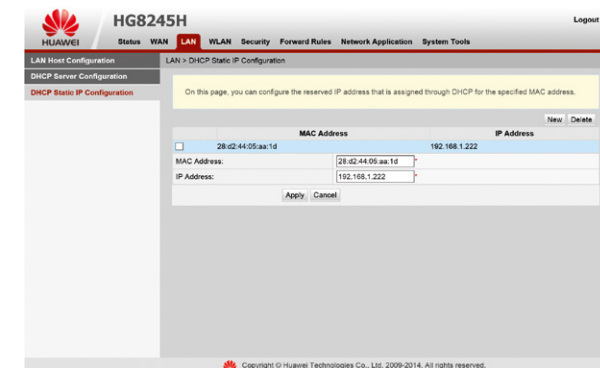 HG8245H
Logout
HUAWEI
Status WAN LAN WLAN Security Forward Rules Network Application System Tools
LAN Host Configuration
LAN > DHCP Static IP Configuration
DHCP Server Configuration
DHCP Static IP Configuration
On this page, you can configure the reserved IP address that is assigned through DHCP for the specified MAC address.
New Delete
MAC Address IP Address
28:d2:44:05:aa:1d 192.168.1.222
MAC Address: 28:d2:44:05:aa:1d *
IP Address: 192.168.1.222 *
Apply Cancel
Copyright © Huawei Technologies Co., Ltd. 2009-2014. All rights reserved.